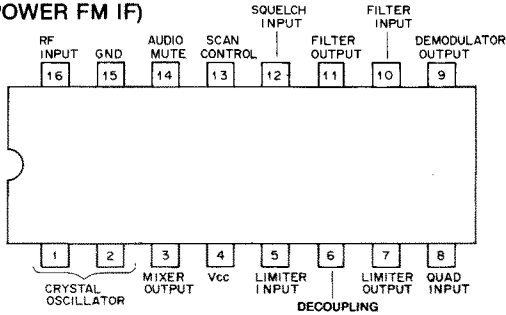 POWER FM IF)
SQUELCH
INPUT
FILTER
INPUT
RF
INPUT
GND
AUDIO
MUTE
SCAN
CONTROL
FILTER
OUTPUT
DEMODULATOR
OUTPUT
16 15 14 13 12 11 10 9
1 2 3 4 5 6 7 8
CRYSTAL
OSCILLATOR
MIXER
OUTPUT
Vcc
LIMITER
INPUT
DECOUPLING
LIMITER
OUTPUT
QUAD
INPUT